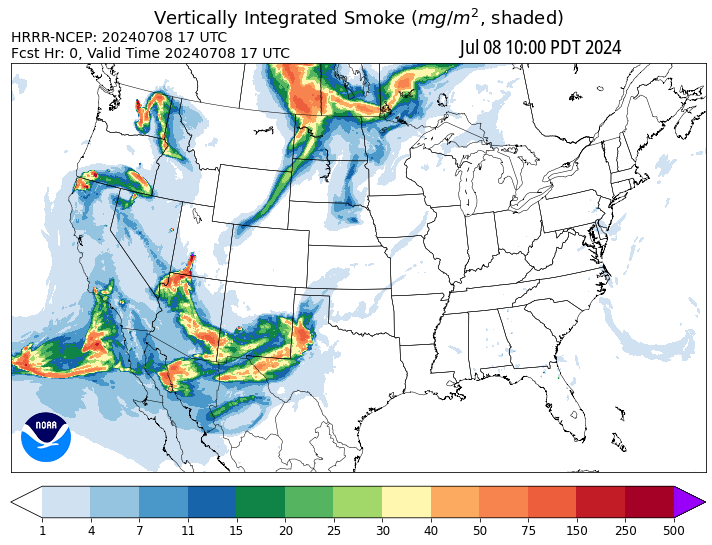 Vertically Integrated Smoke (mg/m², shaded)
HRRR-NCEP: 20240708 17 UTC
Fcst Hr: 0, Valid Time 20240708 17 UTC
Jul 08 10:00 PDT 2024
NOAA
1 4 7 11 15 20 25 30 40 50 75 150 250 500